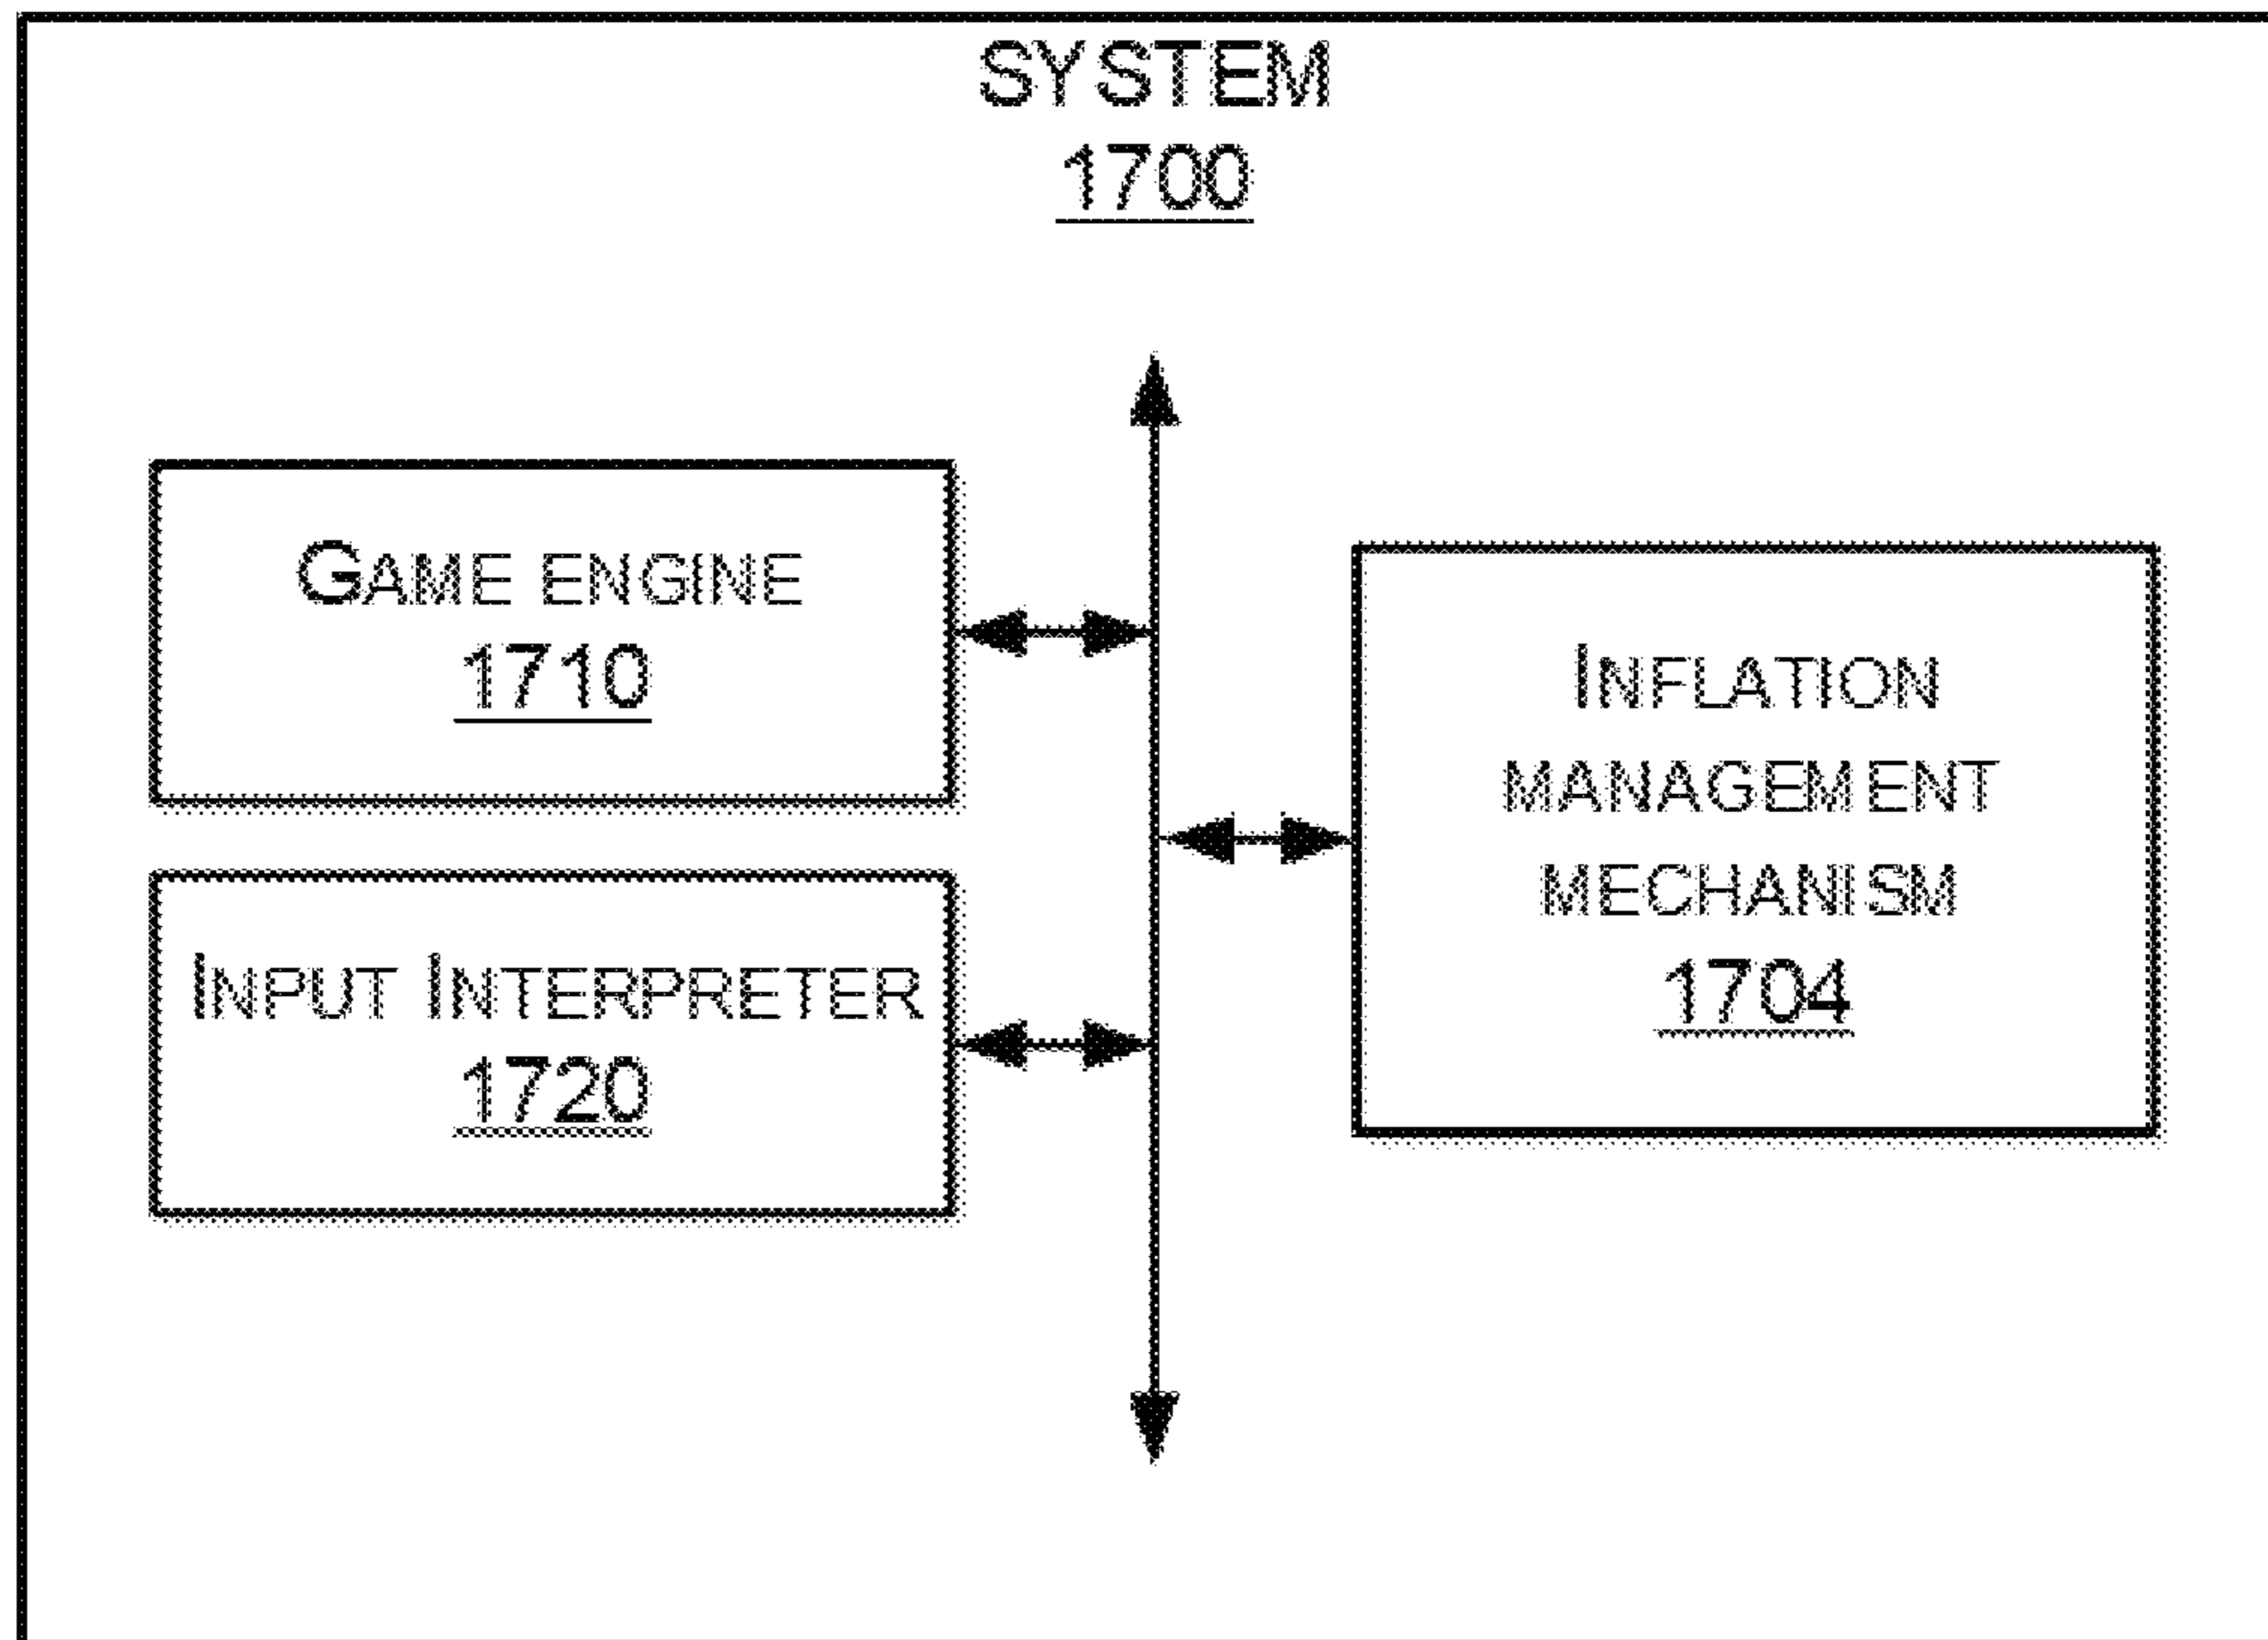 SYSTEM
1700
GAME ENGINE
1710
INPUT INTERPRETER
1720
INFLATION
MANAGEMENT
MECHANISM
1704